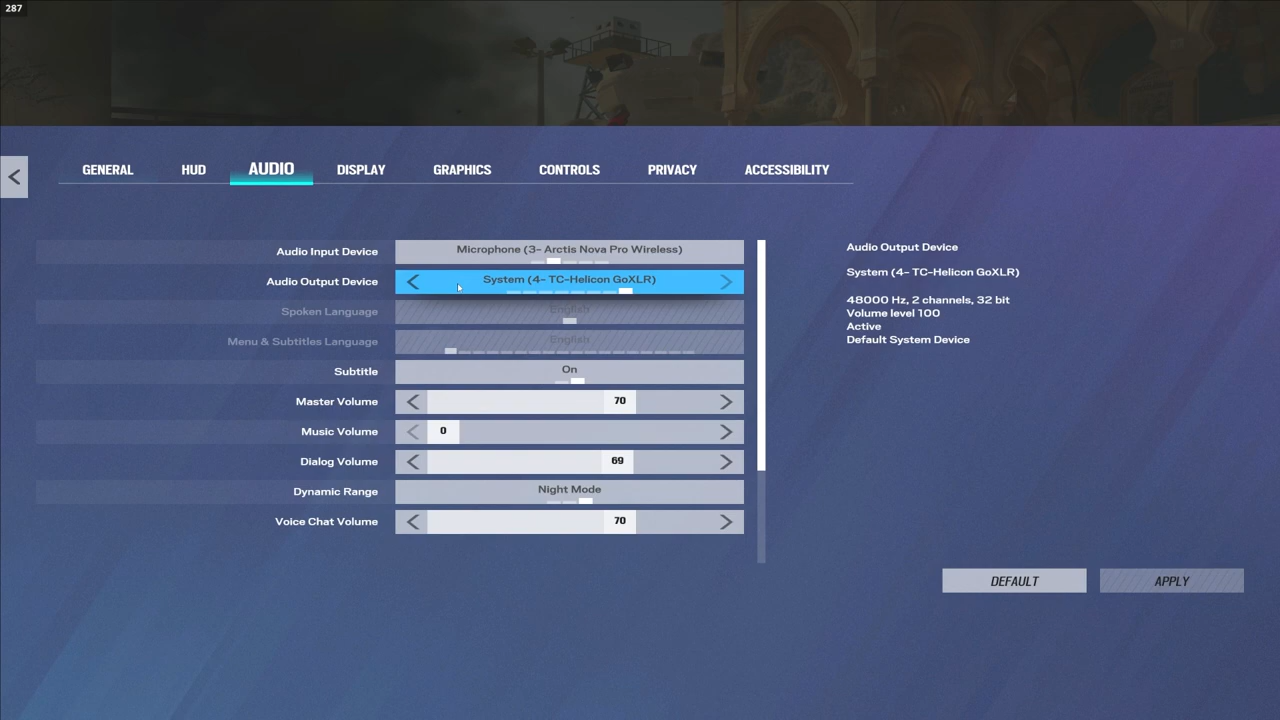 287
GENERAL HUD AUDIO DISPLAY GRAPHICS CONTROLS PRIVACY ACCESSIBILITY
Audio Input Device Microphone (3– Arctis Nova Pro Wireless)
Audio Output Device System (4– TC–Helicon GoXLR)
Spoken Language English
Menu & Subtitles Language English
Subtitle On
Master Volume 70
Music Volume 0
Dialog Volume 69
Dynamic Range Night Mode
Voice Chat Volume 70
Audio Output Device
System (4– TC–Helicon GoXLR)
48000 Hz, 2 channels, 32 bit
Volume level 100
Active
Default System Device
DEFAULT APPLY